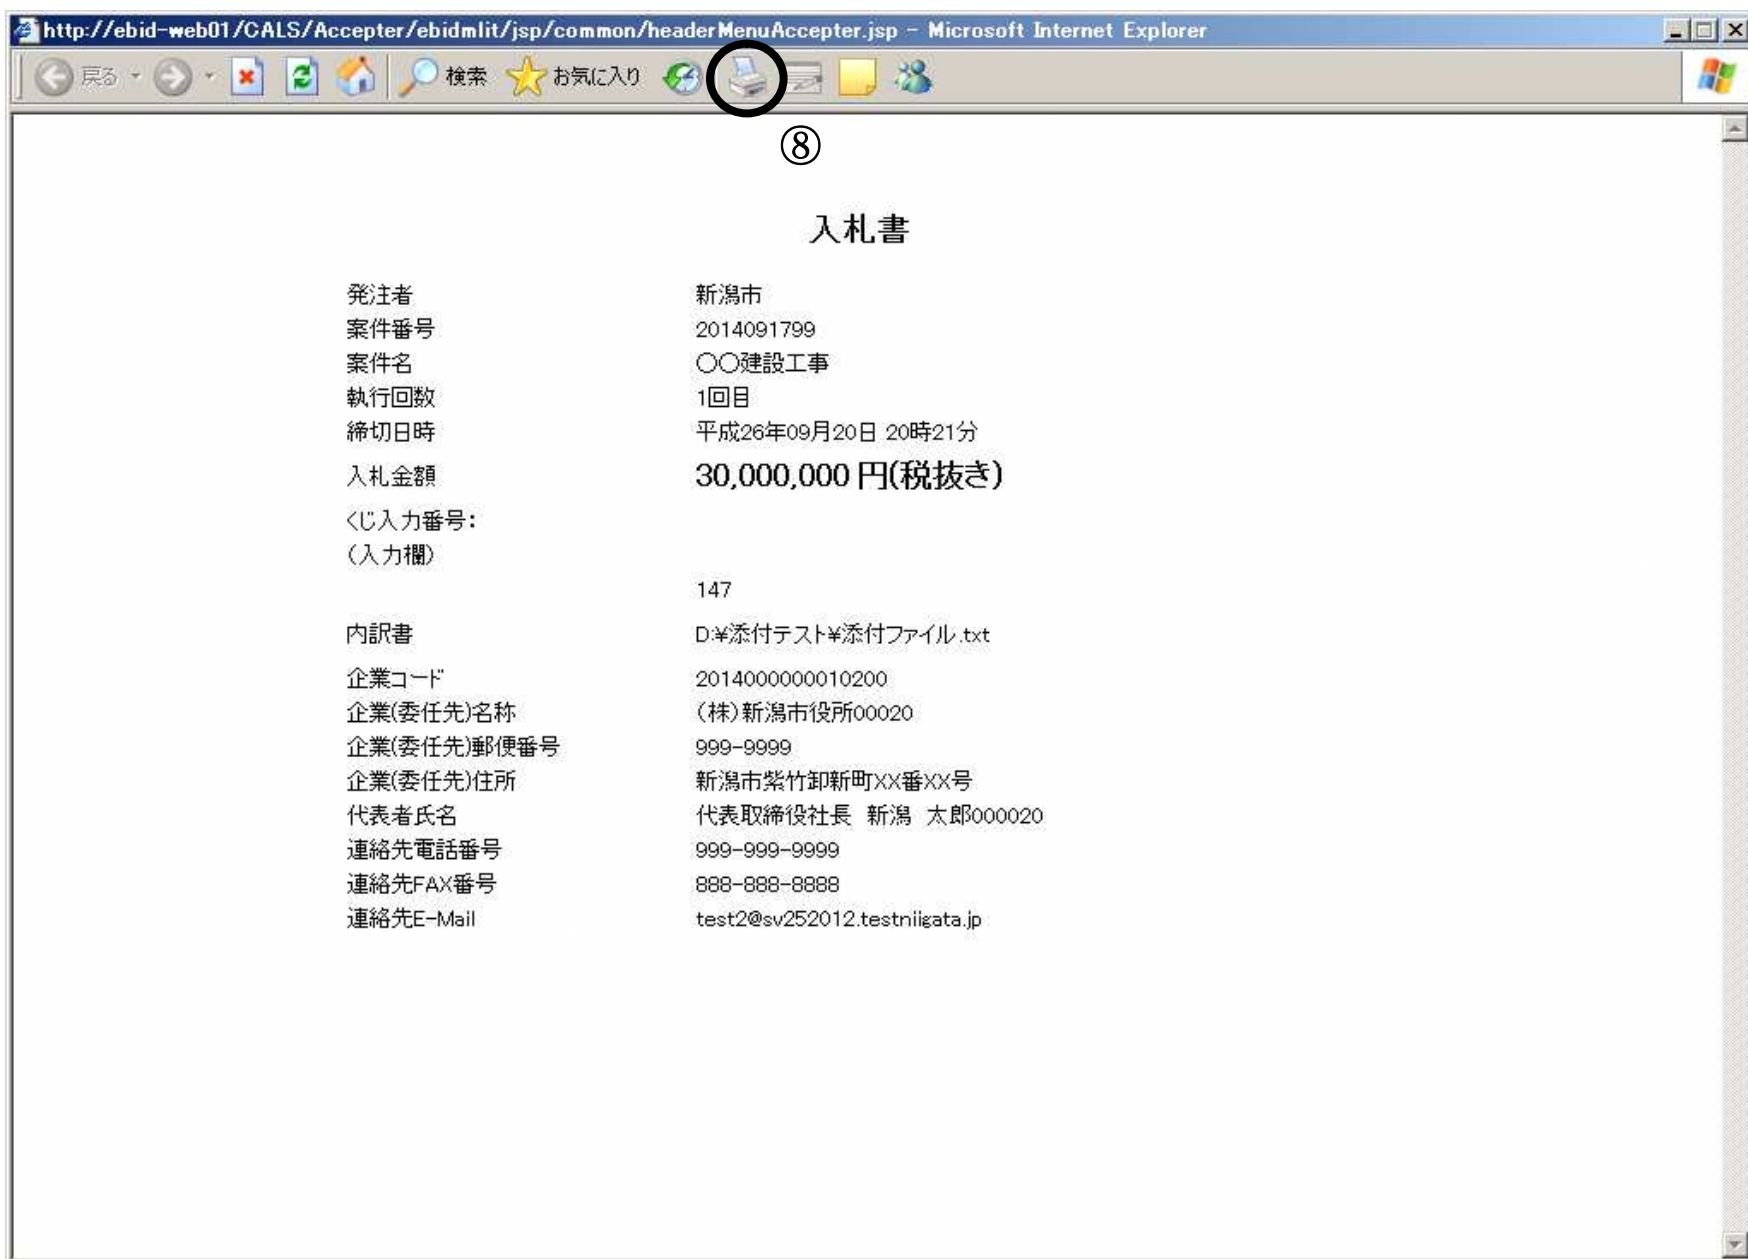 http://ebid-web01/CALS/Accepter/ebidmlit/jsp/common/headerMenuAccepter.jsp - Microsoft Internet Explorer
戻る 検索 お気に入り
⑧
入札書
発注者 新潟市
案件番号 2014091799
案件名 〇〇建設工事
執行回数 1回目
締切日時 平成26年09月20日 20時21分
入札金額 30,000,000 円(税抜き)
くじ入力番号:
(入力欄)
147
内訳書 D:¥添付テスト¥添付ファイル.txt
企業コード 2014000000010200
企業(委任先)名称 (株)新潟市役所00020
企業(委任先)郵便番号 999-9999
企業(委任先)住所 新潟市紫竹卸新町XX番XX号
代表者氏名 代表取締役社長 新潟 太郎000020
連絡先電話番号 999-999-9999
連絡先FAX番号 888-888-8888
連絡先E-Mail test2@sv252012.testniigata.jp